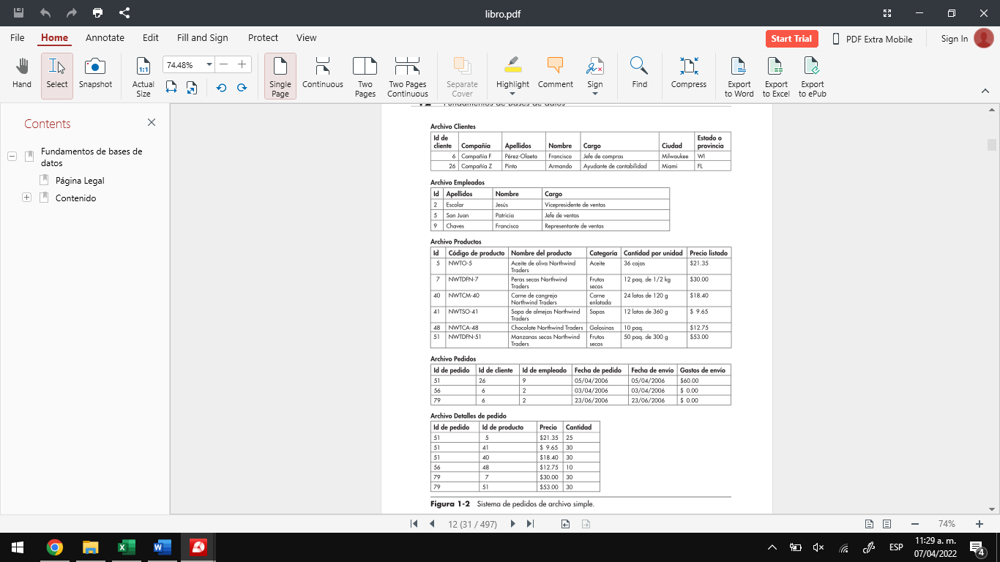 libro.pdf
File Home Annotate Edit Fill and Sign Protect View Start Trial PDF Extra Mobile Sign In
Hand Select Snapshot Actual Size 74.48% Single Page Continuous Two Pages Two Pages Continuous Separate Cover Highlight Comment Sign Find Compress Export to Word Export to Excel Export to ePub
Contents
Fundamentos de bases de
datos
Página Legal
Contenido
12 Fundamentos de Bases de datos
Archivo Clientes
Id de cliente Compañía Apellidos Nombre Cargo Ciudad Estado o provincia
6 Compañía F Pérez-Olaeta Francisco Jefe de compras Milwaukee WI
26 Compañía Z Pinto Armando Ayudante de contabilidad Miami FL
Archivo Empleados
Id Apellidos Nombre Cargo
2 Escolar Jesús Vicepresidente de ventas
5 San Juan Patricia Jefe de ventas
9 Chaves Francisco Representante de ventas
Archivo Productos
Id Código de producto Nombre del producto Categoría Cantidad por unidad Precio listado
5 NWTO-5 Aceite de oliva Northwind Traders Aceite 36 cajas $21.35
7 NWTDFN-7 Peras secas Northwind Traders Frutos secos 12 paq. de 1/2 kg $30.00
40 NWTCM-40 Carne de cangrejo Northwind Traders Carne enlatada 24 latas de 120 g $18.40
41 NWTSO-41 Sopa de almejas Northwind Traders Sopas 12 latas de 360 g $ 9.65
48 NWTCA-48 Chocolate Northwind Traders Golosinas 10 paq. $12.75
51 NWTDFN-51 Manzanas secas Northwind Traders Frutos secos 50 paq. de 300 g $53.00
Archivo Pedidos
Id de pedido Id de cliente Id de empleado Fecha de pedido Fecha de envío Gastos de envío
51 26 9 05/04/2006 05/04/2006 $60.00
56 6 2 03/04/2006 03/04/2006 $ 0.00
79 6 2 23/06/2006 23/06/2006 $ 0.00
Archivo Detalles de pedido
Id de pedido Id de producto Precio Cantidad
51 5 $21.35 25
51 41 $ 9.65 30
51 40 $18.40 30
56 48 $12.75 10
79 7 $30.00 30
79 51 $53.00 30
Figura 1-2 Sistema de pedidos de archivo simple.
12 (31 / 497) 74%
ESP 11:29 a. m.
07/04/2022 4